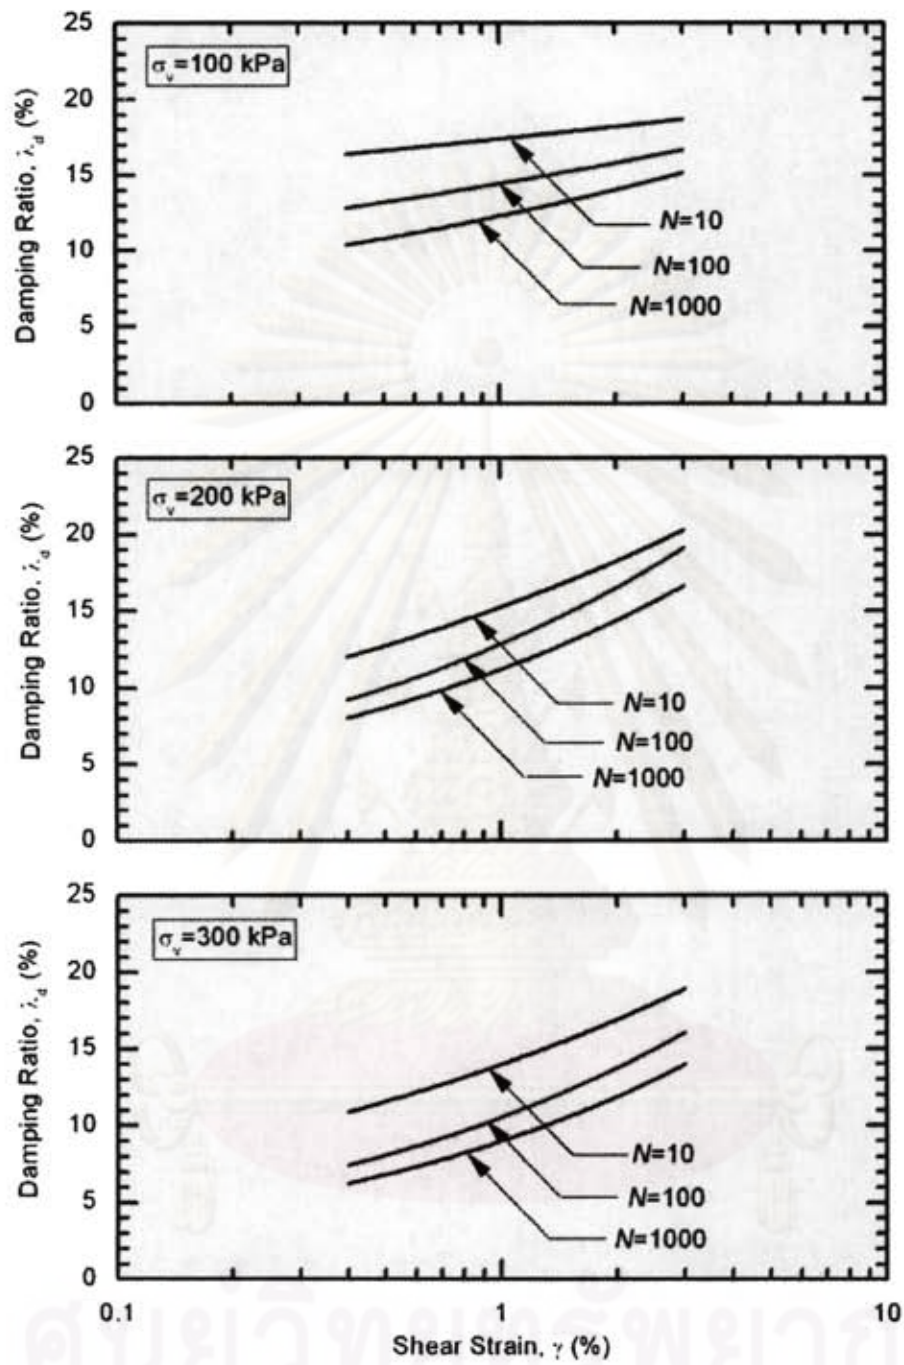 25
σv=100 kPa
20
15
10
5
0
Damping Ratio, λd (%)
N=10
N=100
N=1000
25
σv=200 kPa
20
15
10
5
0
Damping Ratio, λd (%)
N=10
N=100
N=1000
25
σv=300 kPa
20
15
10
5
0
Damping Ratio, λd (%)
N=10
N=100
N=1000
0.1 1 10
Shear Strain, γ (%)